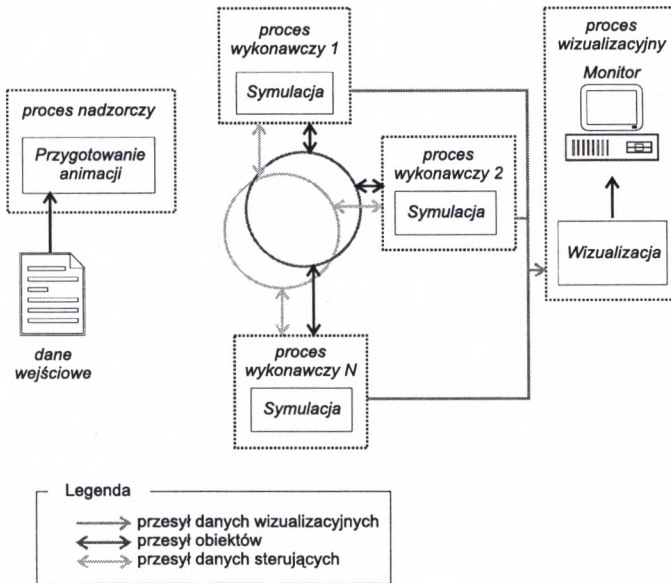 proces nadzorczy
Przygotowanie
animacji
dane
wejściowe
proces
wykonawczy 1
Symulacja
proces
wykonawczy 2
Symulacja
proces
wykonawczy N
Symulacja
proces
wizualizacyjny
Monitor
Wizualizacja
Legenda
przesył danych wizualizacyjnych
przesył obiektów
przesył danych sterujących